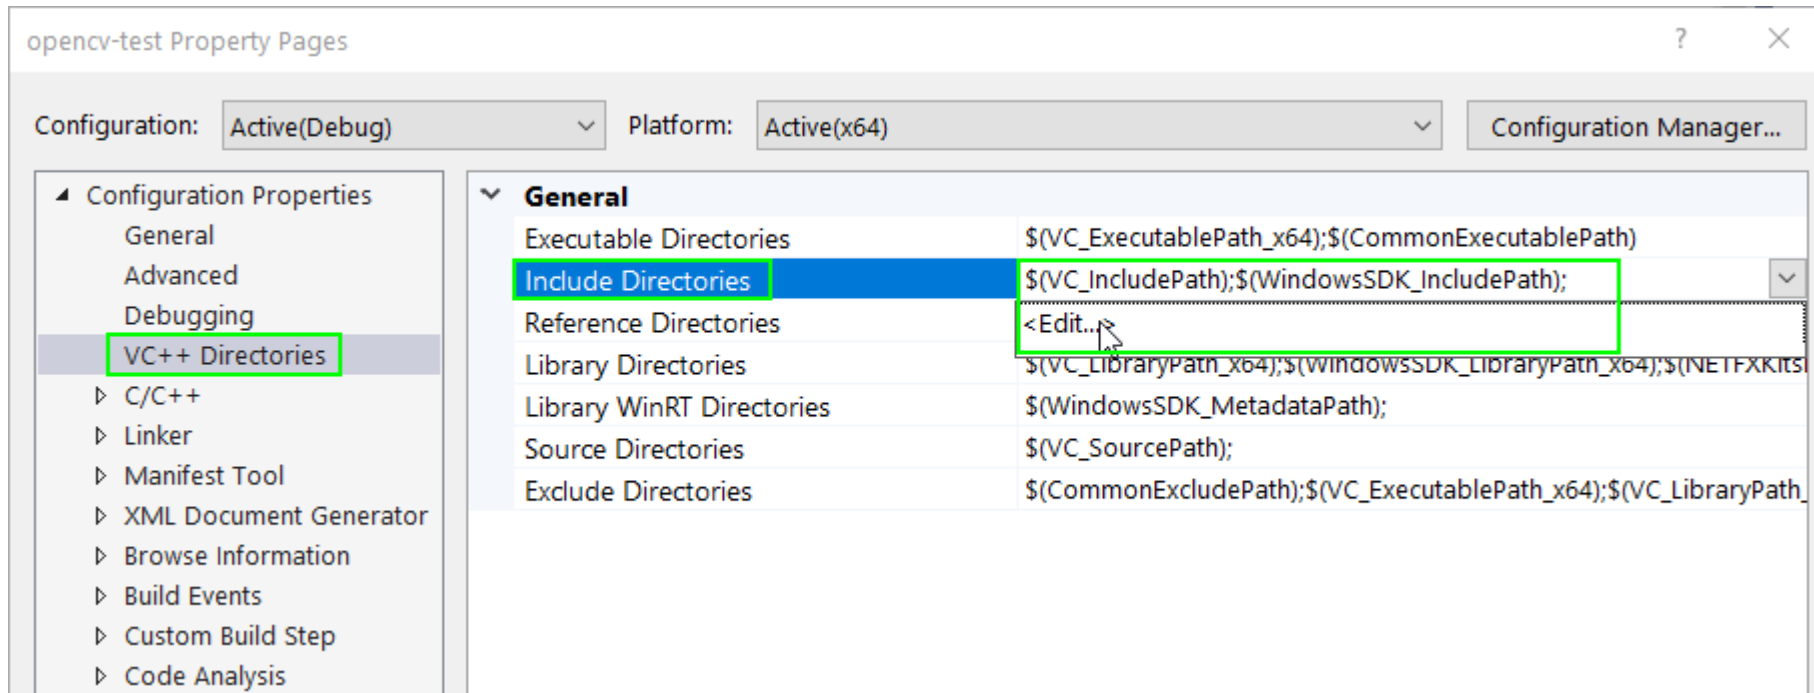 opencv-test Property Pages
?
Configuration: Active(Debug) Platform: Active(x64) Configuration Manager...
Configuration Properties
General
Advanced
Debugging
VC++ Directories
C/C++
Linker
Manifest Tool
XML Document Generator
Browse Information
Build Events
Custom Build Step
Code Analysis
General
Executable Directories $(VC_ExecutablePath_x64);$(CommonExecutablePath)
Include Directories $(VC_IncludePath);$(WindowsSDK_IncludePath);
Reference Directories <Edit...>
Library Directories $(VC_LibraryPath_x64);$(WindowsSDK_LibraryPath_x64);$(NETFXKits
Library WinRT Directories $(WindowsSDK_MetadataPath);
Source Directories $(VC_SourcePath);
Exclude Directories $(CommonExcludePath);$(VC_ExecutablePath_x64);$(VC_LibraryPath_